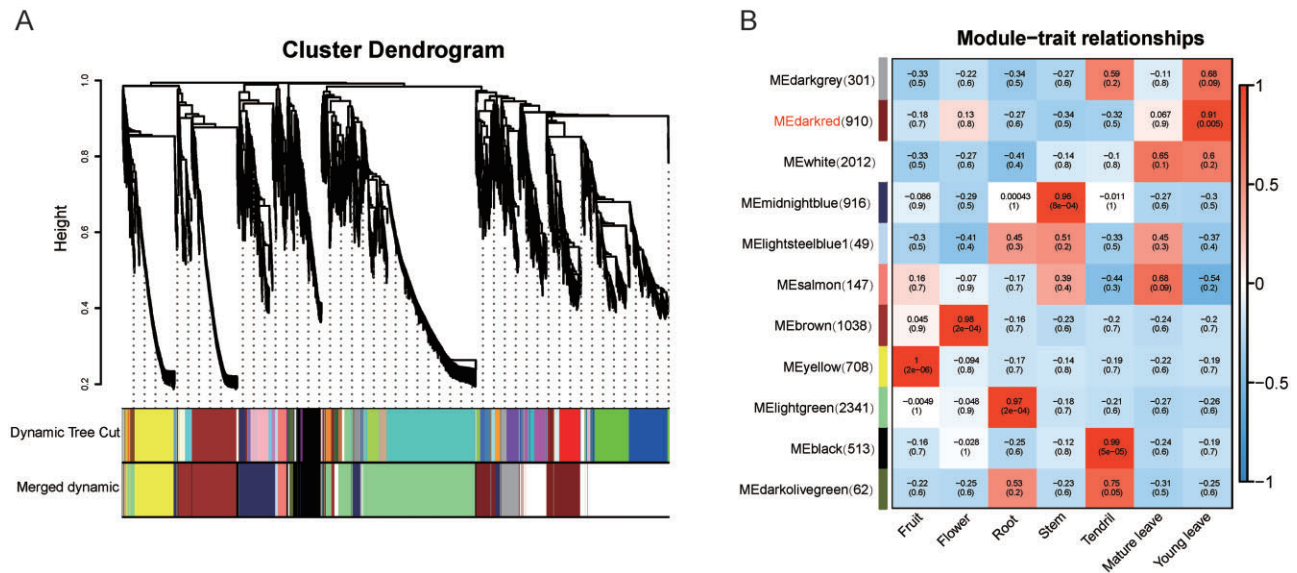 A
Cluster Dendrogram
Height
1.0
0.8
0.6
0.4
0.2
Dynamic Tree Cut
Merged dynamic
B
Module-trait relationships
MEdarkgrey(301) −0.33 (0.5) −0.22 (0.6) −0.34 (0.5) −0.27 (0.6) 0.59 (0.2) −0.11 (0.8) 0.68 (0.09)
MEdarkred(910) −0.18 (0.7) 0.13 (0.8) −0.27 (0.6) −0.34 (0.5) −0.32 (0.5) 0.067 (0.9) 0.91 (0.005)
MEwhite(2012) −0.33 (0.5) −0.27 (0.6) −0.41 (0.4) −0.14 (0.8) −0.1 (0.8) 0.65 (0.1) 0.6 (0.2)
MEmidnightblue(916) −0.086 (0.9) −0.29 (0.5) 0.00043 (1) 0.96 (8e−04) −0.011 (1) −0.27 (0.6) −0.3 (0.5)
MElightsteelblue1(49) −0.3 (0.5) −0.41 (0.4) 0.45 (0.3) 0.51 (0.2) −0.33 (0.5) 0.45 (0.3) −0.37 (0.4)
MEsalmon(147) 0.16 (0.7) −0.07 (0.9) −0.17 (0.7) 0.39 (0.4) −0.44 (0.3) 0.68 (0.09) −0.54 (0.2)
MEbrown(1038) 0.045 (0.9) 0.98 (2e−04) −0.16 (0.7) −0.23 (0.6) −0.2 (0.7) −0.24 (0.6) −0.2 (0.7)
MEyellow(708) 1 (2e−06) −0.094 (0.8) −0.17 (0.7) −0.14 (0.8) −0.19 (0.7) −0.22 (0.6) −0.19 (0.7)
MElightgreen(2341) −0.0049 (1) −0.048 (0.9) 0.97 (2e−04) −0.18 (0.7) −0.21 (0.6) −0.27 (0.6) −0.26 (0.6)
MEblack(513) −0.16 (0.7) −0.028 (1) −0.25 (0.6) −0.12 (0.8) 0.99 (5e−05) −0.24 (0.6) −0.19 (0.7)
MEdarkolivegreen(62) −0.22 (0.6) −0.25 (0.6) 0.53 (0.2) −0.23 (0.6) 0.75 (0.05) −0.31 (0.5) −0.25 (0.6)
Fruit Flower Root Stem Tendril Mature leave Young leave
1
0.5
0
−0.5
−1